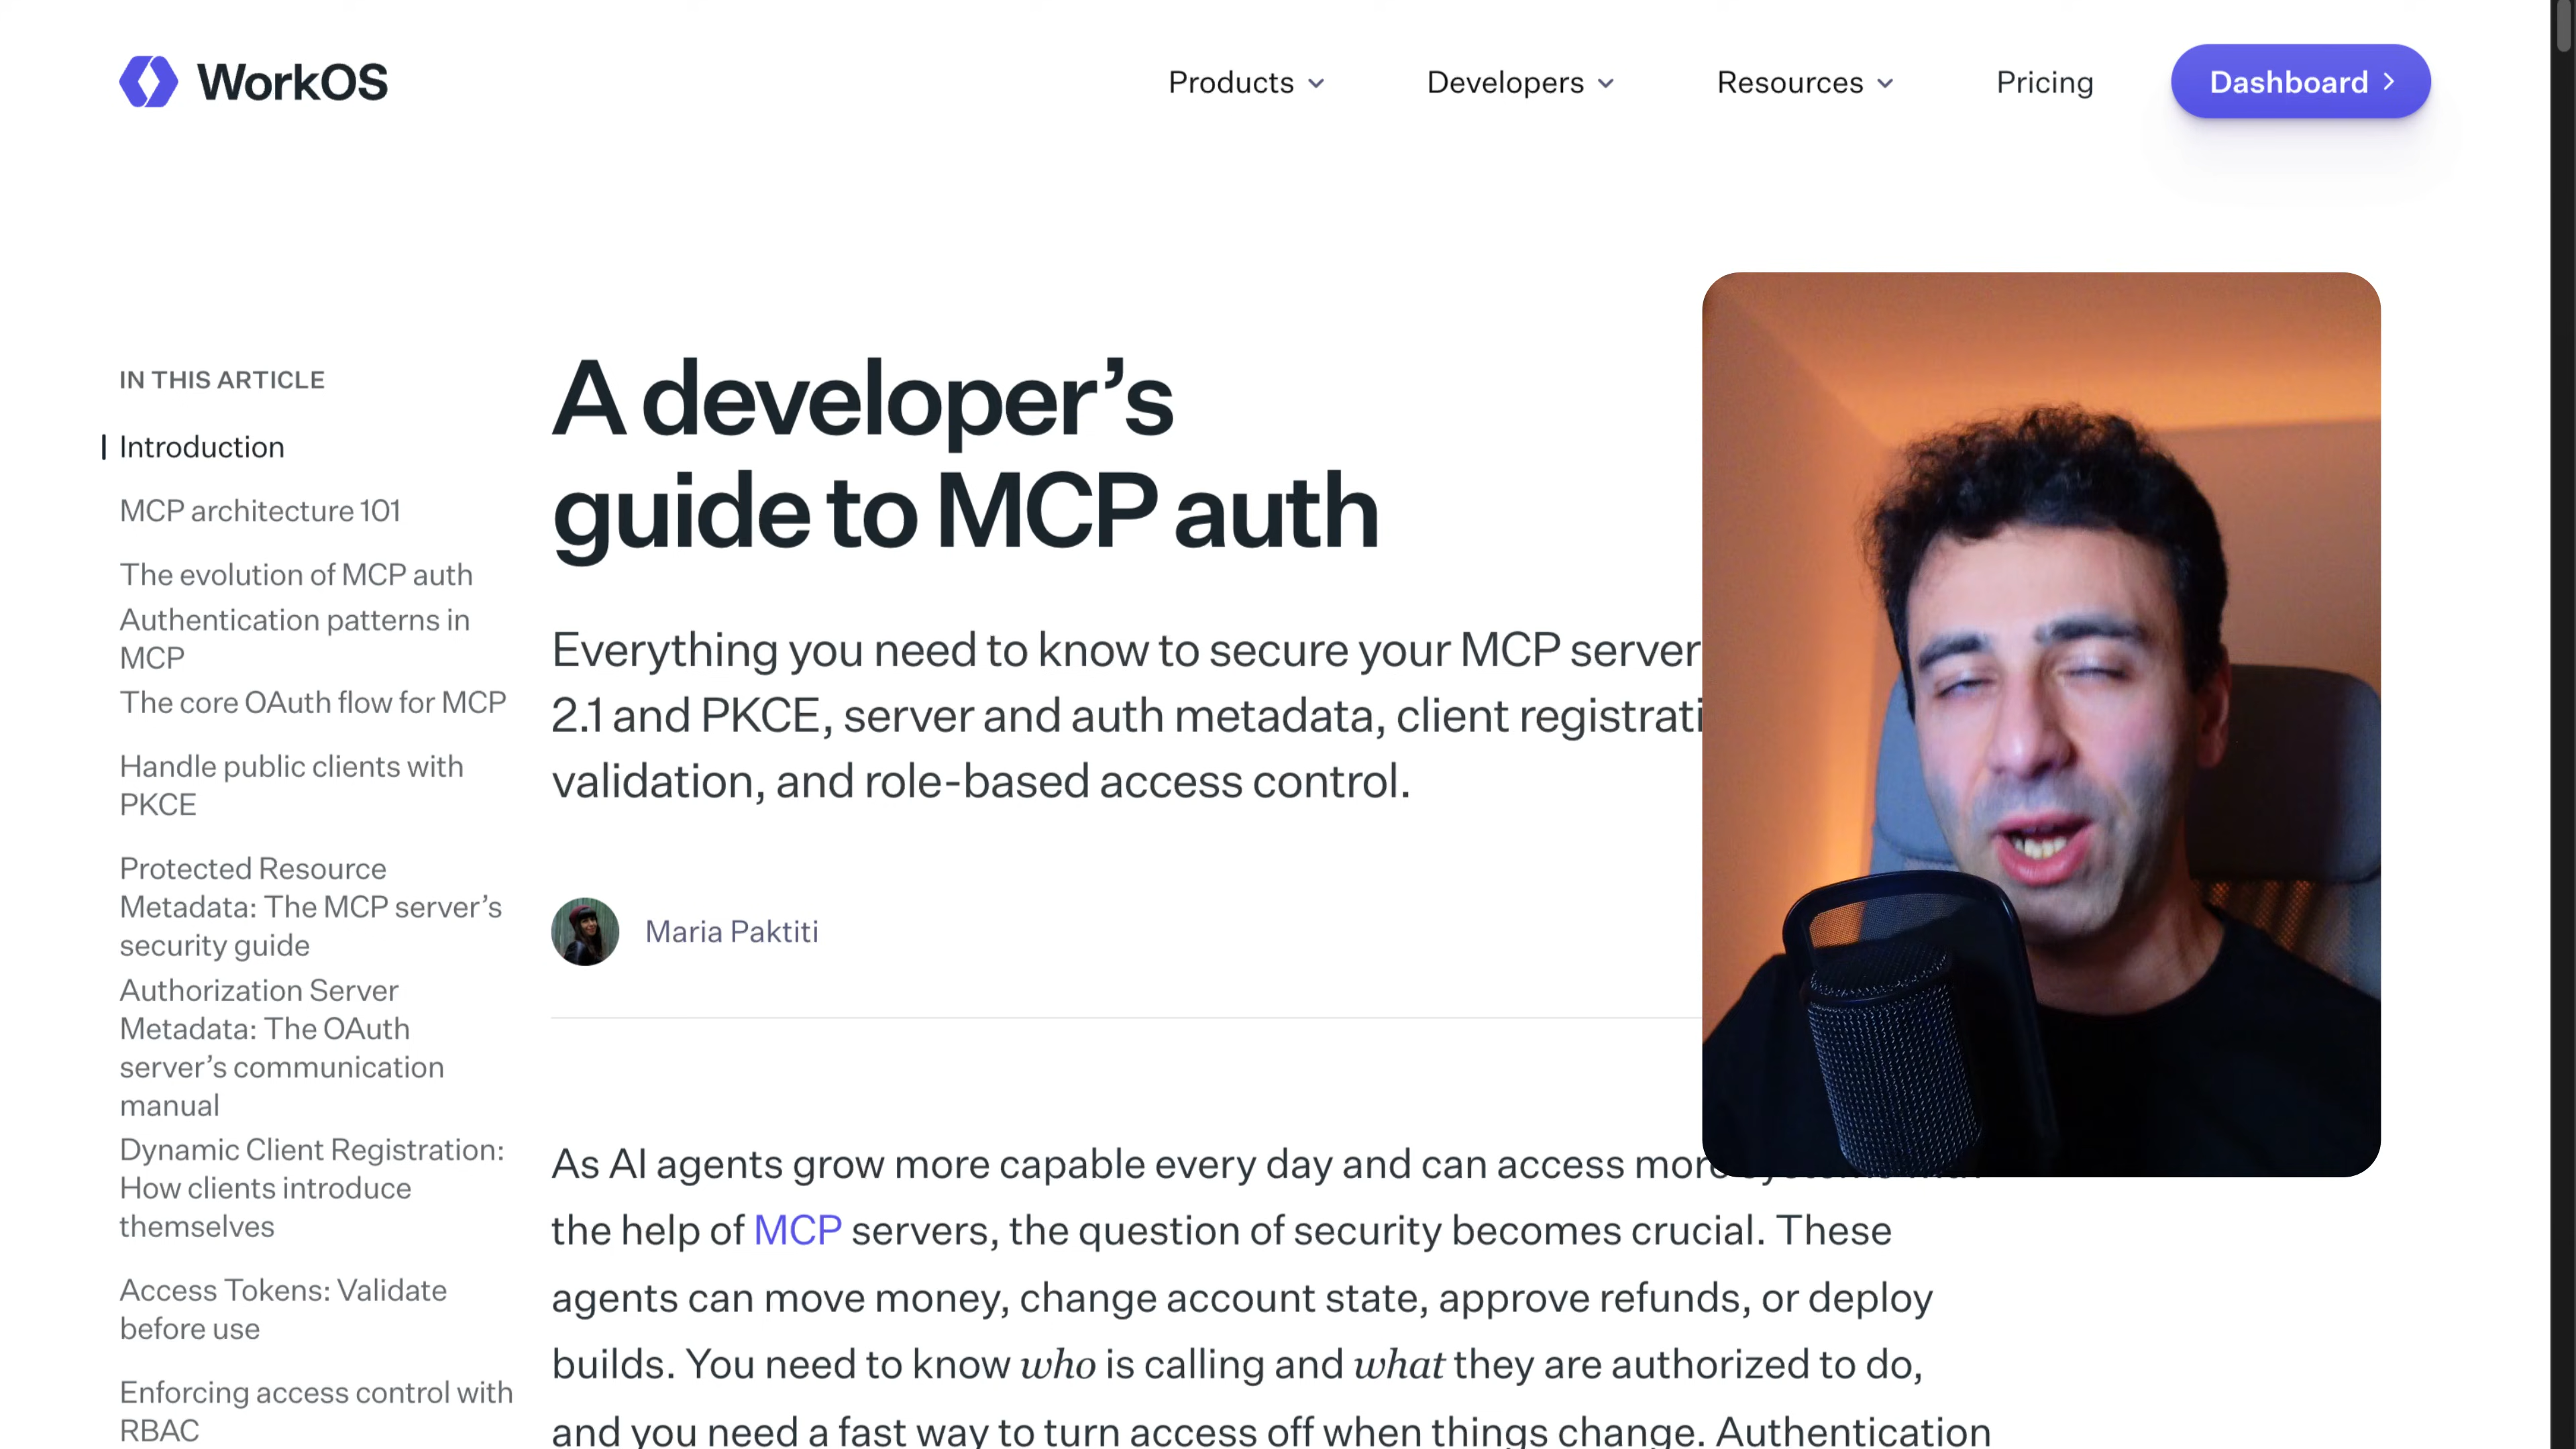 WorkOS
Products
Developers
Resources
Pricing
Dashboard
IN THIS ARTICLE
Introduction
MCP architecture 101
The evolution of MCP auth
Authentication patterns in
MCP
The core OAuth flow for MCP
Handle public clients with
PKCE
Protected Resource
Metadata: The MCP server’s
security guide
Authorization Server
Metadata: The OAuth
server’s communication
manual
Dynamic Client Registration:
How clients introduce
themselves
Access Tokens: Validate
before use
Enforcing access control with
RBAC
A developer’s
guide to MCP auth
Everything you need to know to secure your MCP server
2.1 and PKCE, server and auth metadata, client
validation, and role-based access control.
Maria Paktiti
As AI agents grow more capable every day and can access more
the help of MCP servers, the question of security becomes crucial. These
agents can move money, change account state, approve refunds, or deploy
builds. You need to know who is calling and what they are authorized to do,
and you need a fast way to turn access off when things change. Authentication